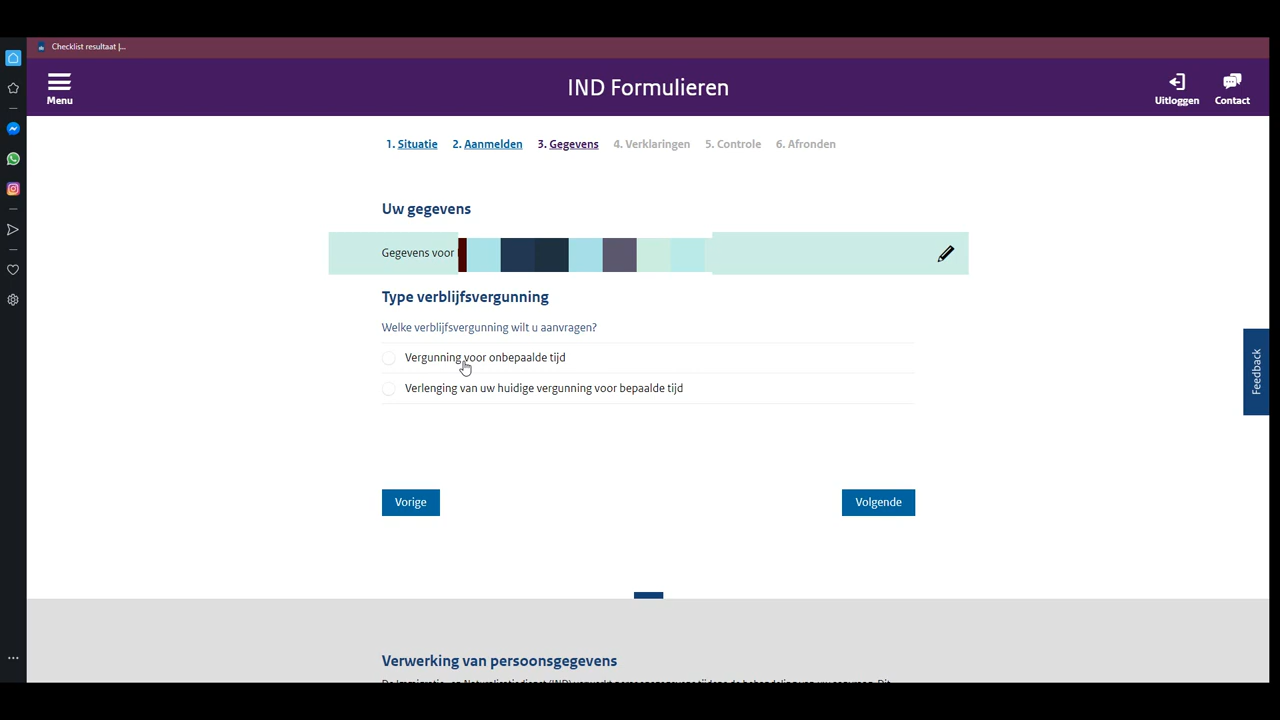 Checklist resultaat |...
Menu
IND Formulieren
Uitloggen
Contact
1. Situatie 2. Aanmelden 3. Gegevens 4. Verklaringen 5. Controle 6. Afronden
Uw gegevens
Gegevens voor
Type verblijfsvergunning
Welke verblijfsvergunning wilt u aanvragen?
Vergunning voor onbepaalde tijd
Verlenging van uw huidige vergunning voor bepaalde tijd
Feedback
Vorige
Volgende
Verwerking van persoonsgegevens